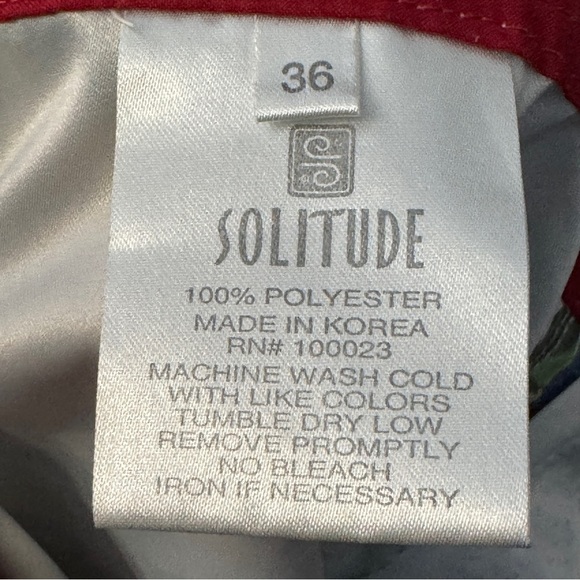 36
SOLITUDE
100% POLYESTER
MADE IN KOREA
RN# 100023
MACHINE WASH COLD
WITH LIKE COLORS
TUMBLE DRY LOW
REMOVE PROMPTLY
NO BLEACH
IRON IF NECESSARY